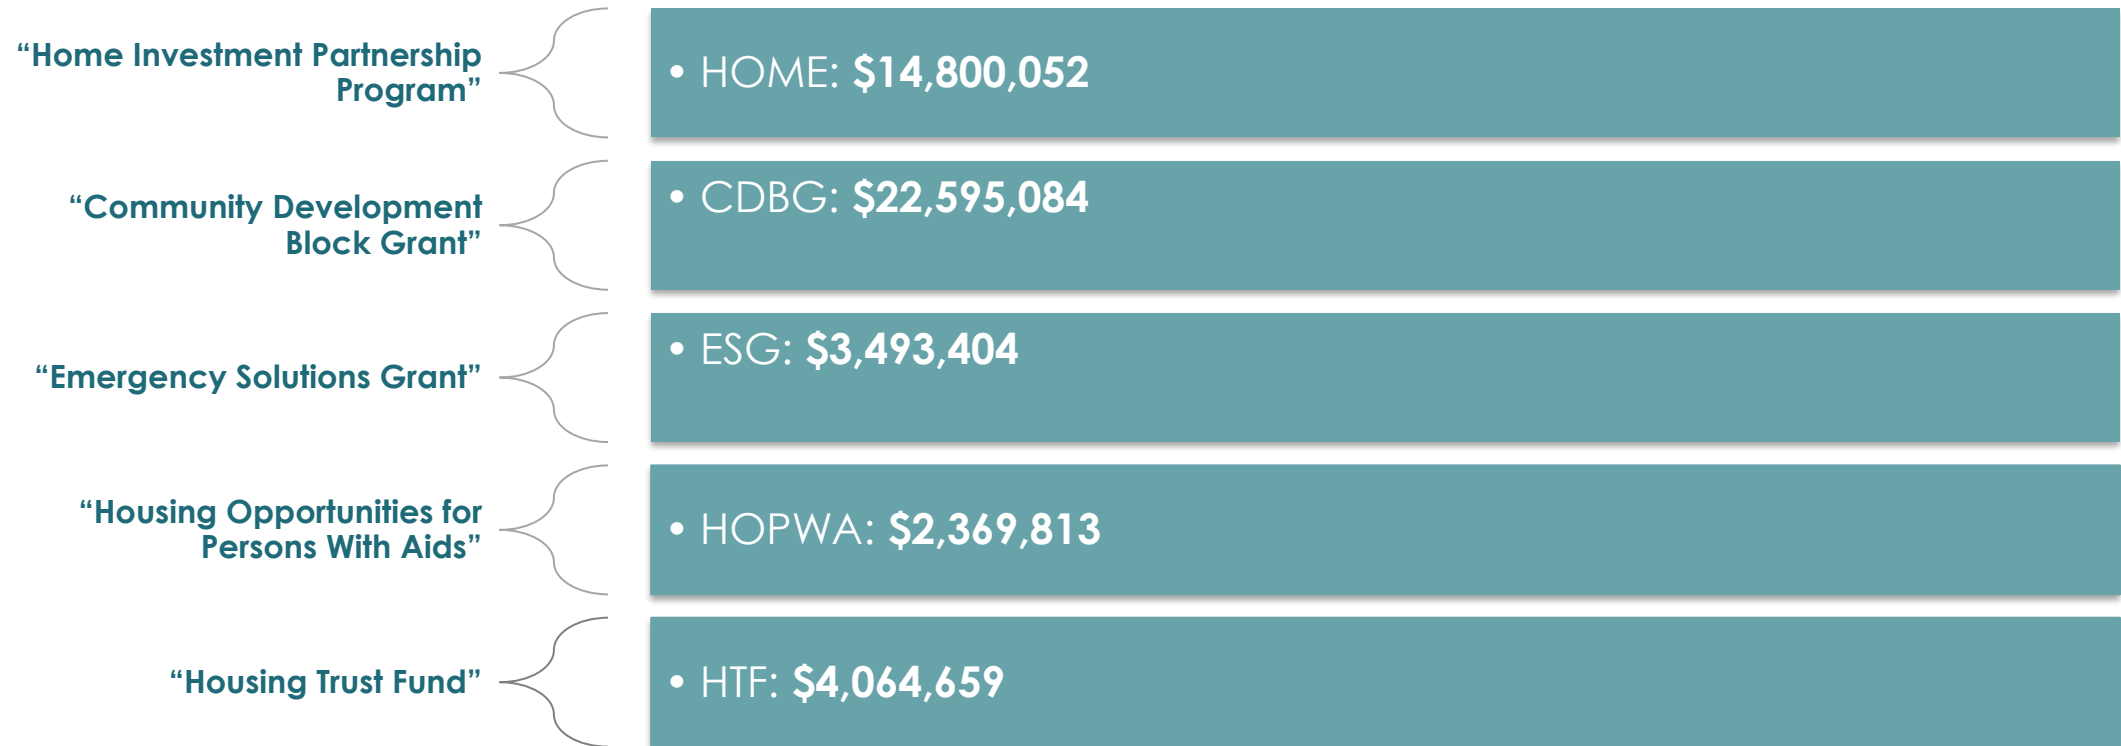 “Home Investment Partnership
Program”
• HOME: $14,800,052
“Community Development
Block Grant”
• CDBG: $22,595,084
“Emergency Solutions Grant”
• ESG: $3,493,404
“Housing Opportunities for
Persons With Aids”
• HOPWA: $2,369,813
“Housing Trust Fund”
• HTF: $4,064,659